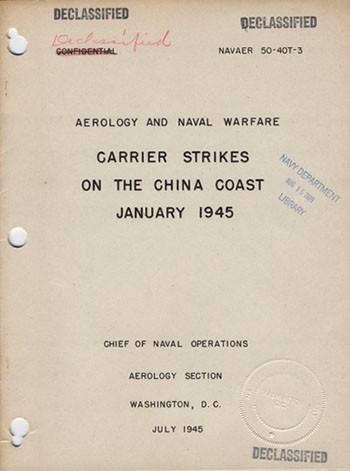 DECLASSIFIED
DECLASSIFIED
Declassified
CONFIDENTIAL
NAVAER 50-40T-3
AEROLOGY AND NAVAL WARFARE
CARRIER STRIKES
ON THE CHINA COAST
JANUARY 1945
NAVY DEPARTMENT
LIBRARY
CHIEF OF NAVAL OPERATIONS
AEROLOGY SECTION
WASHINGTON, D. C.
JULY 1945
DECLASSIFIED